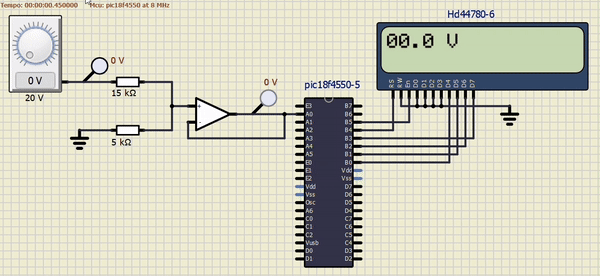 Tempo: 00:00:00.450000 Mcu: pic18f4550 at 8 MHz
Hd44780-6
00.0 V
RS RW En D0 D1 D2 D3 D4 D5 D6 D7
0 V
0 V
20 V
15 kΩ
5 kΩ
0 V
pic18f4550-5
E3 B7
A0 B6
A1 B5
A2 B4
A3 B3
A4 B2
A5 B1
E0 B0
E1 Vdd
E2 Vss
Vdd D7
Vss D6
Osc D5
A6 D4
C0 C7
C1 C6
C2 C5
Vusb C4
D0 D3
D1 D2